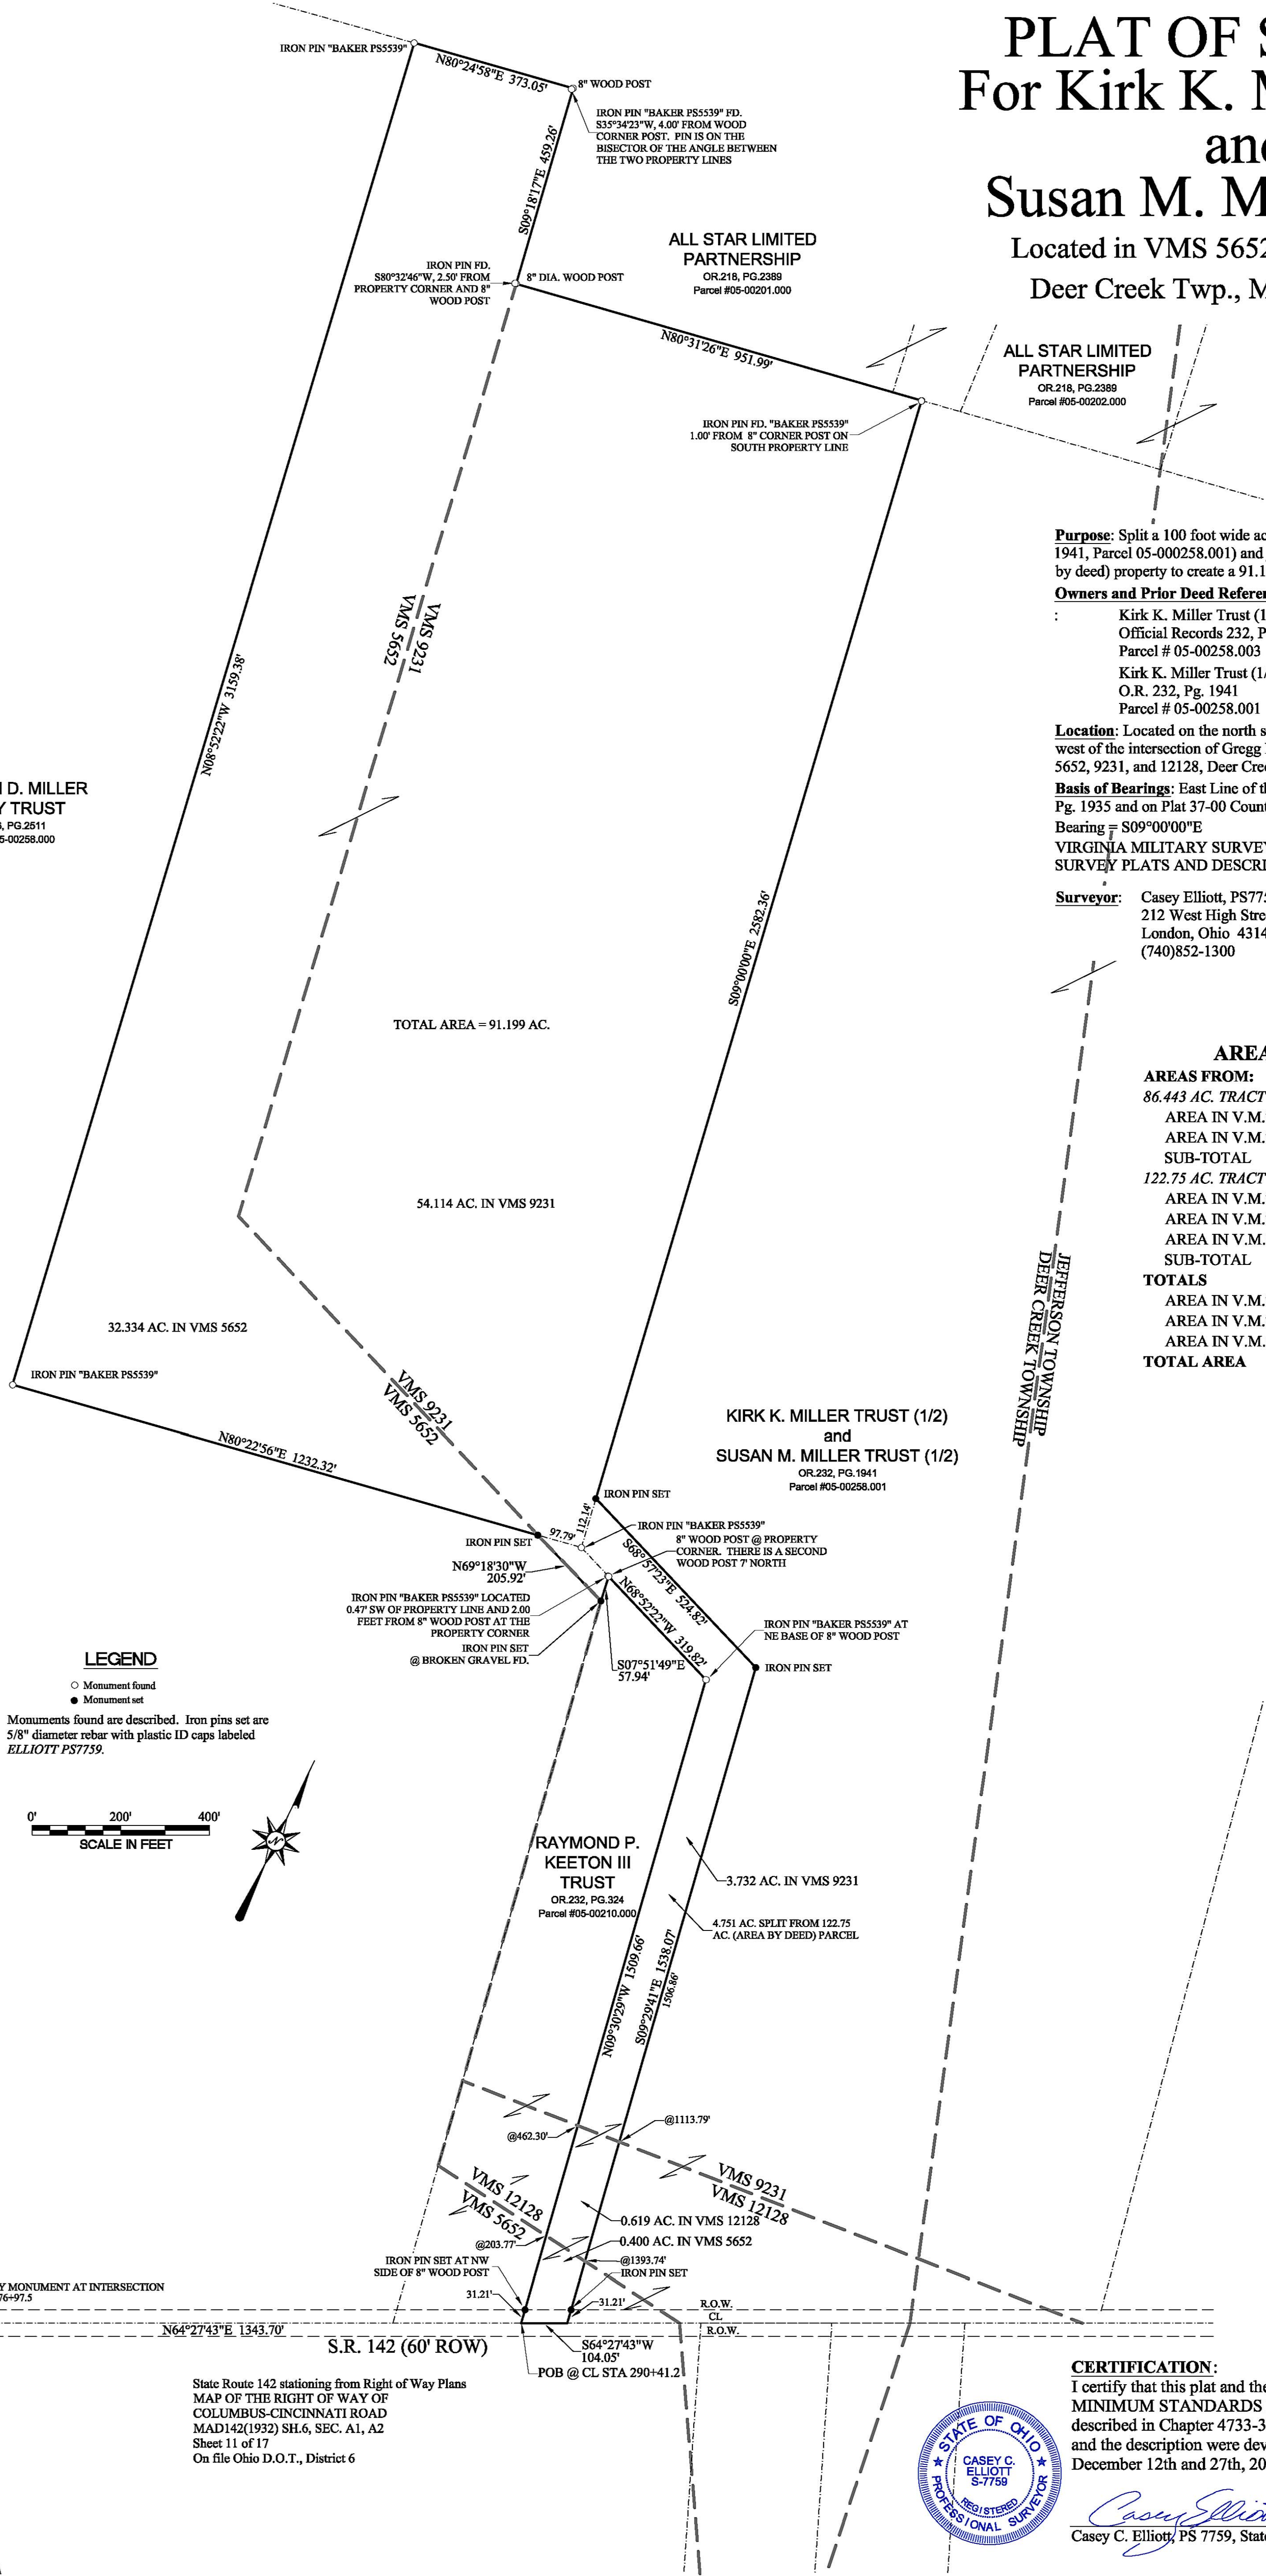 PLAT OF
For Kirk K.
and
Susan M.
Located in VMS 5652
Deer Creek Twp.,
IRON PIN "BAKER PS5539"
N80°24'58"E 373.05'
8" WOOD POST
IRON PIN "BAKER PS5539" FD.
S35°34'23"W, 4.00' FROM WOOD
CORNER POST. PIN IS ON THE
BISECTOR OF THE ANGLE BETWEEN
THE TWO PROPERTY LINES
S09°18'17"E 459.26'
ALL STAR LIMITED
PARTNERSHIP
OR.218, PG.2389
Parcel #05-00201.000
IRON PIN FD.
S80°32'46"W, 2.50' FROM
PROPERTY CORNER AND 8"
WOOD POST
8" DIA. WOOD POST
N80°31'26"E 951.99'
ALL STAR LIMITED
PARTNERSHIP
OR.218, PG.2389
Parcel #05-00202.000
IRON PIN FD. "BAKER PS5539"
1.00' FROM 8" CORNER POST ON
SOUTH PROPERTY LINE
Purpose: Split a 100 foot wide ac
1941, Parcel 05-000258.001) and
by deed) property to create a 91.1
Owners and Prior Deed Referen
: Kirk K. Miller Trust (1
Official Records 232, P
Parcel # 05-00258.003
Kirk K. Miller Trust (1/
O.R. 232, Pg. 1941
Parcel # 05-00258.001
Location: Located on the north s
west of the intersection of Gregg
5652, 9231, and 12128, Deer Cree
Basis of Bearings: East Line of th
Pg. 1935 and on Plat 37-00 Count
Bearing = S09°00'00"E
VIRGINIA MILITARY SURVEY
SURVEY PLATS AND DESCRI
Surveyor: Casey Elliott, PS775
212 West High Stre
London, Ohio 4314
(740)852-1300
VMS 9231
VMS 5652
N08°52'22"W 3159.38'
D. MILLER
Y TRUST
, PG.2511
5-00258.000
S09°00'00"E 2582.36'
TOTAL AREA = 91.199 AC.
AREA
AREAS FROM:
86.443 AC. TRACT
AREA IN V.M.
AREA IN V.M.
SUB-TOTAL
122.75 AC. TRACT
AREA IN V.M.
AREA IN V.M.
AREA IN V.M.
SUB-TOTAL
TOTALS
AREA IN V.M.
AREA IN V.M.
AREA IN V.M.
TOTAL AREA
54.114 AC. IN VMS 9231
32.334 AC. IN VMS 5652
JEFFERSON TOWNSHIP
DEER CREEK TOWNSHIP
IRON PIN "BAKER PS5539"
VMS 9231
VMS 5652
N80°22'56"E 1232.32'
KIRK K. MILLER TRUST (1/2)
and
SUSAN M. MILLER TRUST (1/2)
OR.232, PG.1941
Parcel #05-00258.001
IRON PIN SET
112.14'
97.79'
IRON PIN SET
IRON PIN "BAKER PS5539"
8" WOOD POST @ PROPERTY
CORNER. THERE IS A SECOND
WOOD POST 7' NORTH
N69°18'30"W
205.92'
S68°57'23"E 524.82'
N68°52'22"W 319.82'
IRON PIN "BAKER PS5539" LOCATED
0.47' SW OF PROPERTY LINE AND 2.00
FEET FROM 8" WOOD POST AT THE
PROPERTY CORNER
IRON PIN SET
@ BROKEN GRAVEL FD.
IRON PIN "BAKER PS5539" AT
NE BASE OF 8" WOOD POST
S07°51'49"E
57.94'
IRON PIN SET
LEGEND
Monument found
Monument set
Monuments found are described. Iron pins set are
5/8" diameter rebar with plastic ID caps labeled
ELLIOTT PS7759.
0' 200' 400'
SCALE IN FEET
N
RAYMOND P.
KEETON III
TRUST
OR.232, PG.324
Parcel #05-00210.000
3.732 AC. IN VMS 9231
4.751 AC. SPLIT FROM 122.75
AC. (AREA BY DEED) PARCEL
N09°30'29"W 1509.66'
S09°29'41"E 1538.07'
1506.86'
@1113.79'
@462.30'
VMS 9231
VMS 12128
VMS 12128
VMS 5652
0.619 AC. IN VMS 12128
0.400 AC. IN VMS 5652
@203.77'
@1393.74'
IRON PIN SET AT NW
SIDE OF 8" WOOD POST
IRON PIN SET
31.21'
31.21'
Y MONUMENT AT INTERSECTION
76+97.5
R.O.W.
CL
R.O.W.
N64°27'43"E 1343.70'
S.R. 142 (60' ROW)
S64°27'43"W
104.05'
POB @ CL STA 290+41.2
State Route 142 stationing from Right of Way Plans
MAP OF THE RIGHT OF WAY OF
COLUMBUS-CINCINNATI ROAD
MAD142(1932) SH.6, SEC. A1, A2
Sheet 11 of 17
On file Ohio D.O.T., District 6
STATE OF OHIO
CASEY C.
ELLIOTT
S-7759
REGISTERED
PROFESSIONAL SURVEYOR
CERTIFICATION:
I certify that this plat and the
MINIMUM STANDARDS
described in Chapter 4733-3
and the description were dev
December 12th and 27th, 20
Casey Elliott
Casey C. Elliott, PS 7759, State